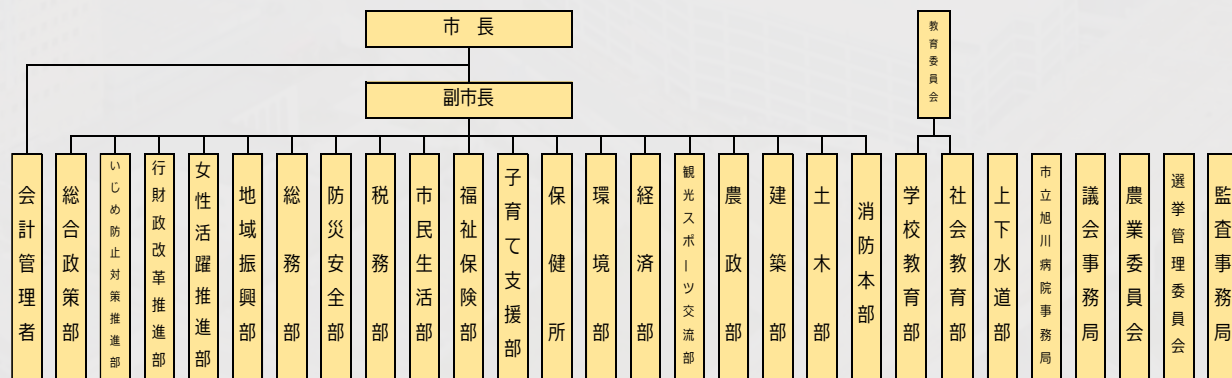 市 長
教育委員会
副市長
会計管理者
総合政策部
いじめ防止対策推進部
行財政改革推進部
女性活躍推進部
地域振興部
総務部
防災安全部
税務部
市民生活部
福祉保険部
子育て支援部
保健所
環境部
経済部
観光スポーツ交流部
農政部
建築部
土木部
消防本部
学校教育部
社会教育部
上下水道部
市立旭川病院事務局
議会事務局
農業委員会
選挙管理委員会
監査事務局